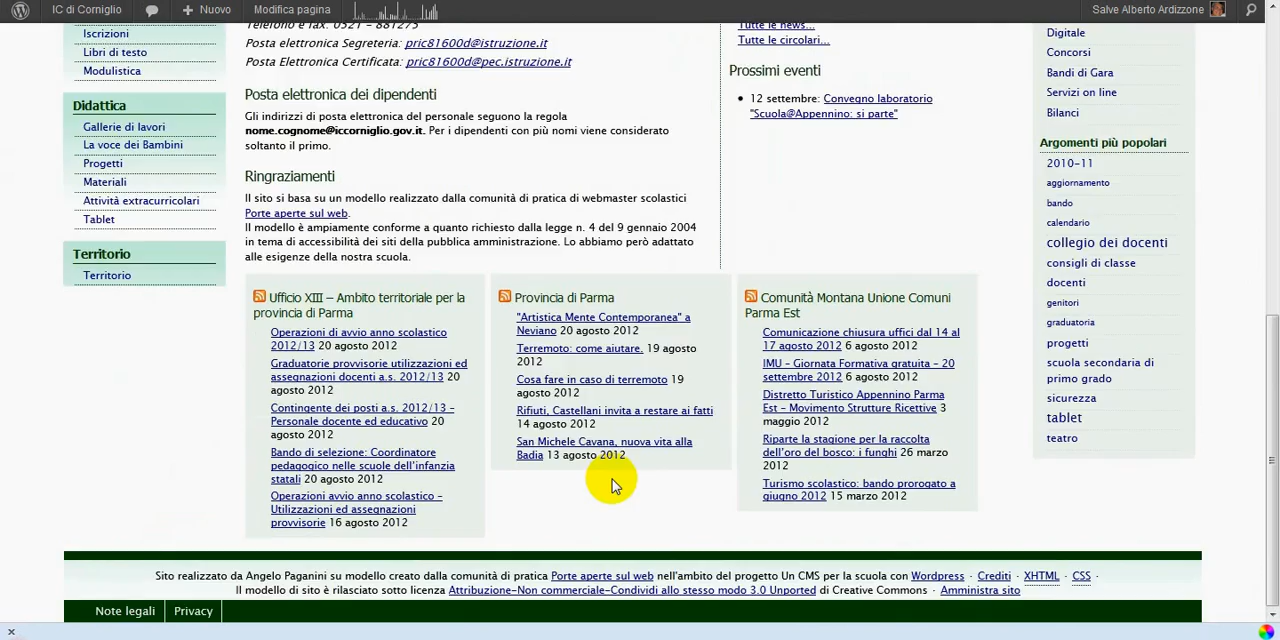 IC di Corniglio
Nuovo
Modifica pagina
Salve Alberto Ardizzone
Iscrizioni
Libri di testo
Modulistica
Didattica
Gallerie di lavori
La voce dei Bambini
Progetti
Materiali
Attività extracurricolari
Tablet
Territorio
Territorio
Telefono e fax: 0521 - 881275
Posta elettronica Segreteria: pric81600d@istruzione.it
Posta Elettronica Certificata: pric81600d@pec.istruzione.it
Posta elettronica dei dipendenti
Gli indirizzi di posta elettronica del personale seguono la regola
nome.cognome@iccorniglio.gov.it. Per i dipendenti con più nomi viene considerato
soltanto il primo.
Ringraziamenti
Il sito si basa su un modello realizzato dalla comunità di pratica di webmaster scolastici
Porte aperte sul web.
Il modello è ampiamente conforme a quanto richiesto dalla legge n. 4 del 9 gennaio 2004
in tema di accessibilità dei siti della pubblica amministrazione. Lo abbiamo però adattato
alle esigenze della nostra scuola.
Tutte le news...
Tutte le circolari...
Prossimi eventi
12 settembre: Convegno laboratorio
"Scuola@Appennino: si parte"
Digitale
Concorsi
Bandi di Gara
Servizi on line
Bilanci
Argomenti più popolari
2010-11
aggiornamento
bando
calendario
collegio dei docenti
consigli di classe
docenti
genitori
graduatoria
progetti
scuola secondaria di
primo grado
sicurezza
tablet
teatro
Ufficio XIII – Ambito territoriale per la
provincia di Parma
Operazioni di avvio anno scolastico
2012/13 20 agosto 2012
Graduatorie provvisorie utilizzazioni ed
assegnazioni docenti a.s. 2012/13 20
agosto 2012
Contingente dei posti a.s. 2012/13 -
Personale docente ed educativo 20
agosto 2012
Bando di selezione: Coordinatore
pedagogico nelle scuole dell'infanzia
statali 20 agosto 2012
Operazioni avvio anno scolastico -
Utilizzazioni ed assegnazioni
provvisorie 16 agosto 2012
Provincia di Parma
"Artistica Mente Contemporanea" a
Neviano 20 agosto 2012
Terremoto: come aiutare. 19 agosto
2012
Cosa fare in caso di terremoto 19
agosto 2012
Rifiuti, Castellani invita a restare ai fatti
14 agosto 2012
San Michele Cavana, nuova vita alla
Badia 13 agosto 2012
Comunità Montana Unione Comuni
Parma Est
Comunicazione chiusura uffici dal 14 al
17 agosto 2012 6 agosto 2012
IMU - Giornata Formativa gratuita - 20
settembre 2012 6 agosto 2012
Distretto Turistico Appennino Parma
Est - Movimento Strutture Ricettive 3
maggio 2012
Riparte la stagione per la raccolta
dell'oro del bosco: i funghi 26 marzo
2012
Turismo scolastico: bando prorogato a
giugno 2012 15 marzo 2012
Sito realizzato da Angelo Paganini su modello creato dalla comunità di pratica Porte aperte sul web nell'ambito del progetto Un CMS per la scuola con Wordpress · Crediti · XHTML · CSS ·
Il modello di sito è rilasciato sotto licenza Attribuzione-Non commerciale-Condividi allo stesso modo 3.0 Unported di Creative Commons · Amministra sito
Note legali
Privacy